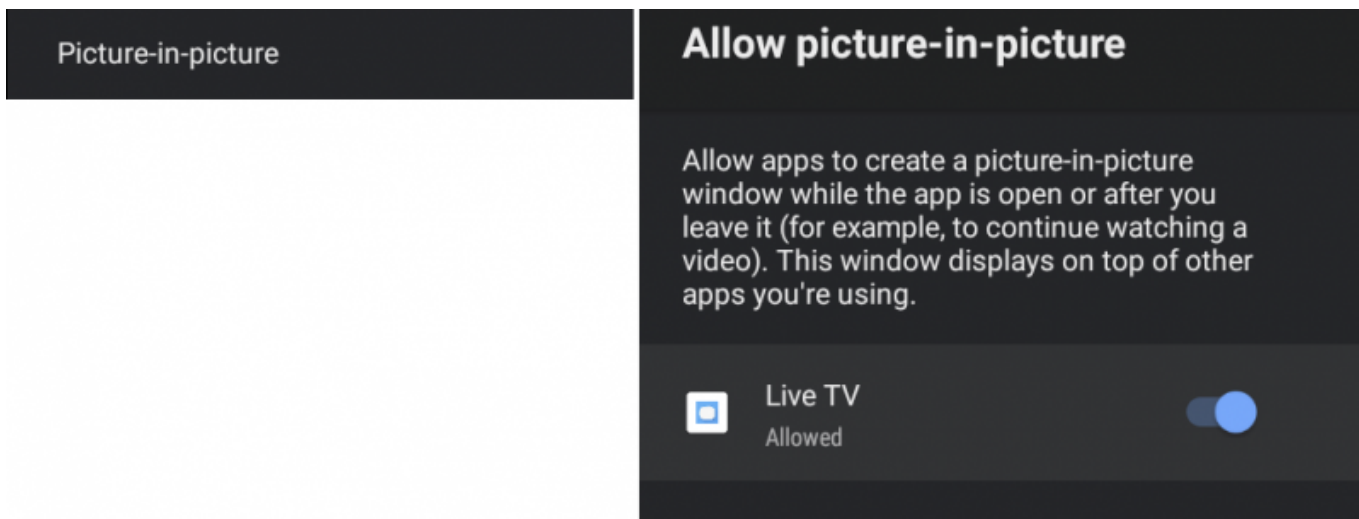 Picture-in-picture
Allow picture-in-picture
Allow apps to create a picture-in-picture
window while the app is open or after you
leave it (for example, to continue watching a
video). This window displays on top of other
apps you're using.
Live TV
Allowed